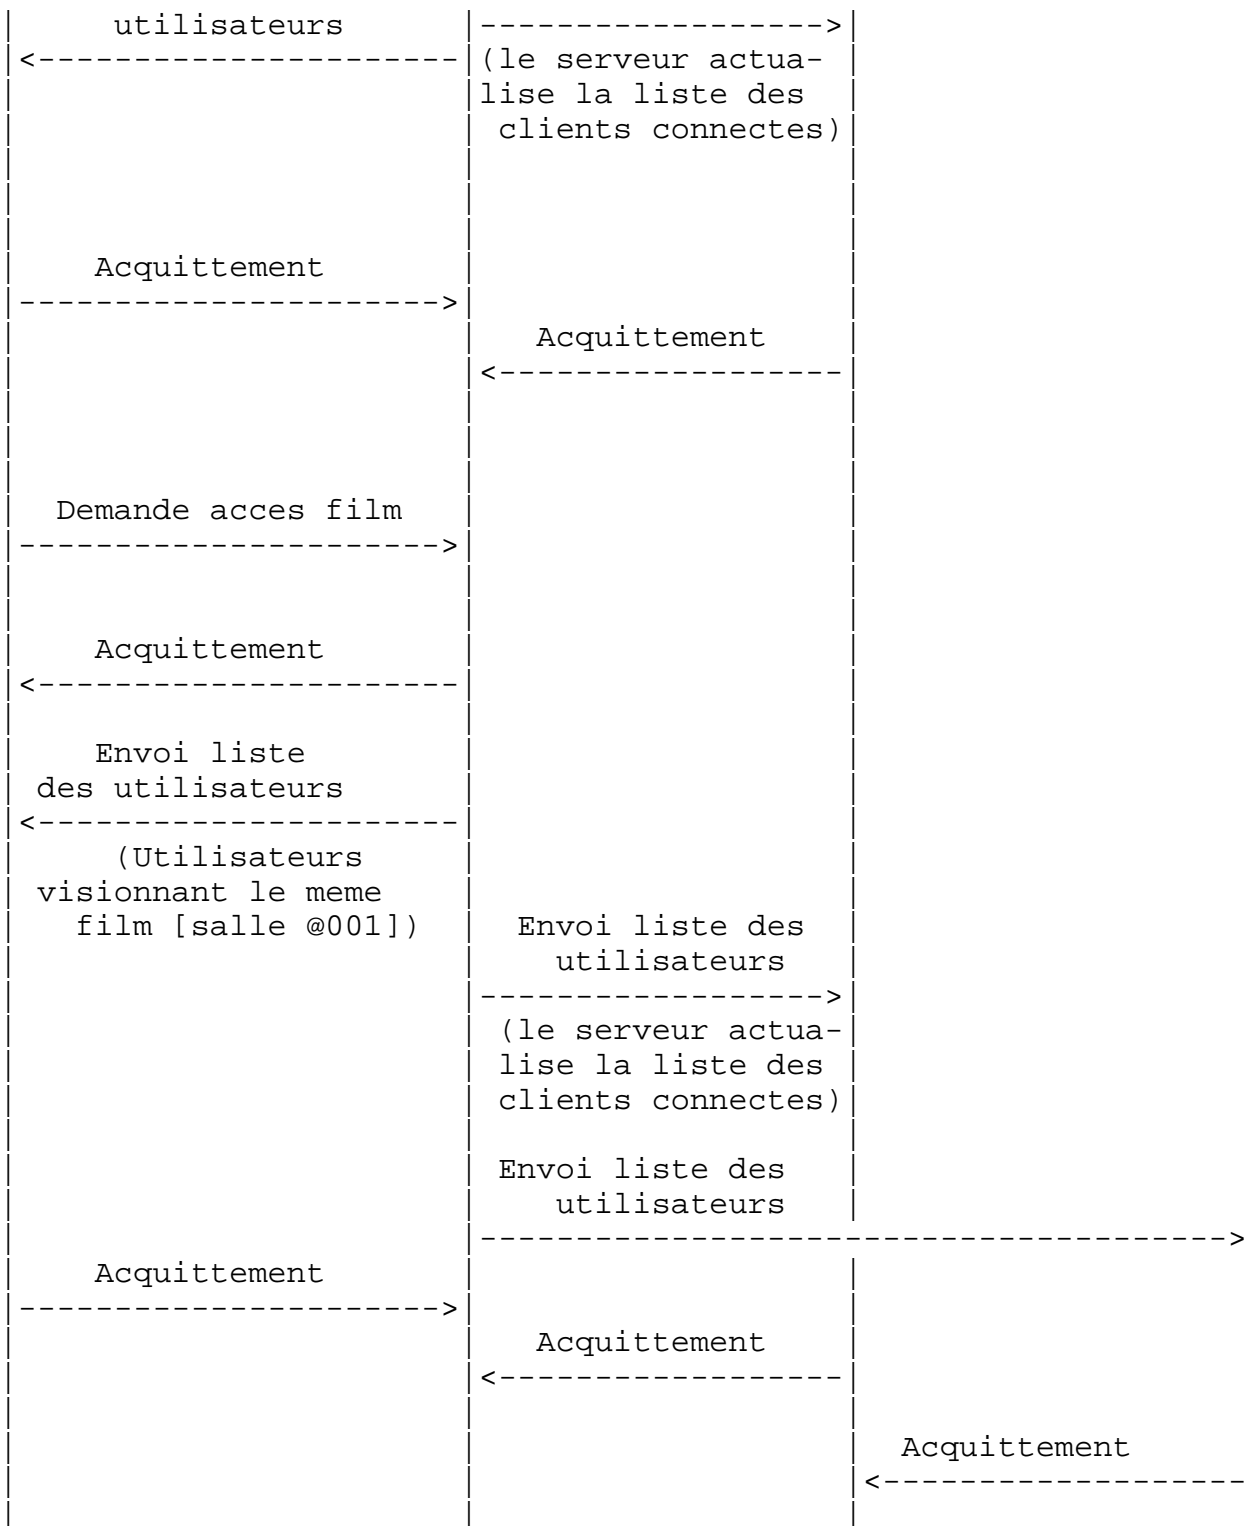 |     utilisateurs      |------------------>|
|<----------------------|(le serveur actua- |
|                       |lise la liste des  |
|                       | clients connectes)|
|                       |                   |
|                       |                   |
|                       |                   |
|    Acquittement       |                   |
|---------------------->|                   |
|                       |   Acquittement    |
|                       |<------------------|
|                       |                   |
|                       |                   |
|                       |                   |
|  Demande acces film   |                   |
|---------------------->|                   |
|                       |                   |
|                       |                   |
|    Acquittement       |                   |
|<----------------------|                   |
|                       |                   |
|    Envoi liste        |                   |
| des utilisateurs      |                   |
|<----------------------|                   |
|     (Utilisateurs     |                   |
| visionnant le meme    |                   |
|   film [salle @001])  |  Envoi liste des  |
|                       |    utilisateurs   |
|                       |------------------>|
|                       | (le serveur actua-|
|                       | lise la liste des |
|                       | clients connectes)|
|                       |                   |
|                       | Envoi liste des   |
|                       |    utilisateurs   |
|                       |--------------------------------------->
|    Acquittement       |                   |
|---------------------->|                   |
|                       |   Acquittement    |
|                       |<------------------|
|                       |                   |
|                       |                   |  Acquittement
|                       |                   |<-------------------
|                       |                   |